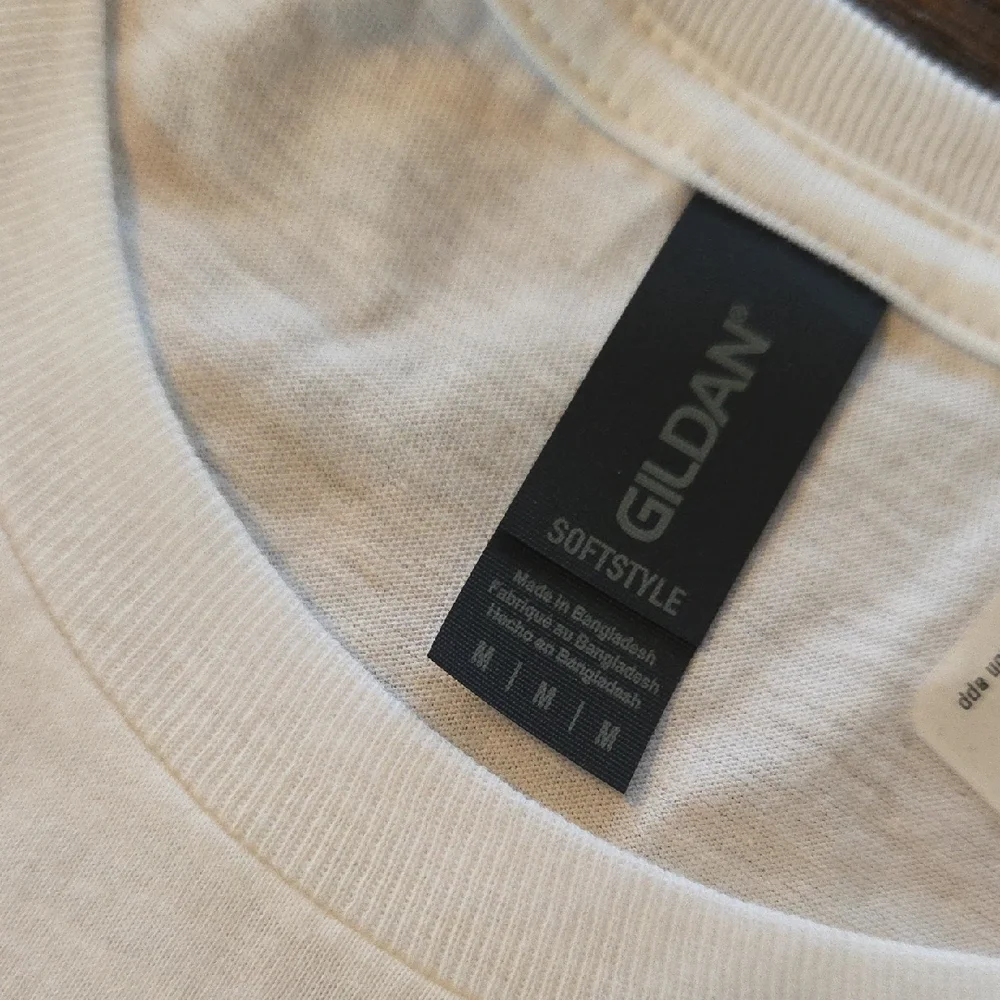 GILDAN®
SOFTSTYLE
Made in Bangladesh
Fabriqué au Bangladesh
Hecho en Bangladesh
M | M | M